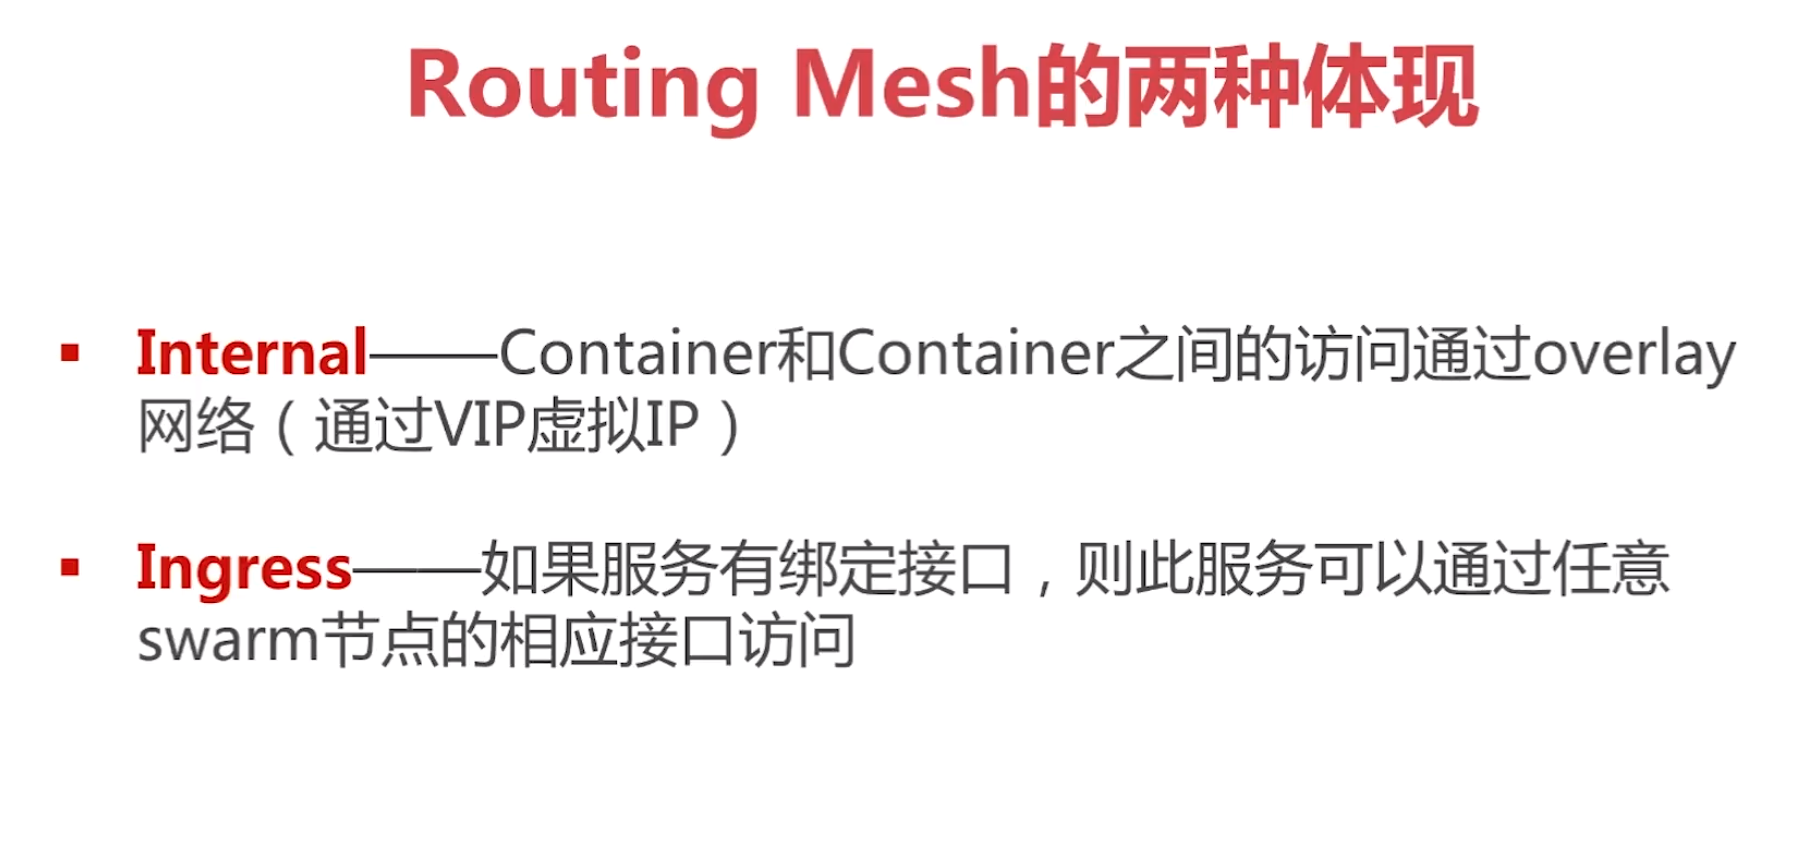 Routing Mesh的两种体现
▪ Internal——Container和Container之间的访问通过overlay
网络（通过VIP虚拟IP）
▪ Ingress——如果服务有绑定接口，则此服务可以通过任意
swarm节点的相应接口访问